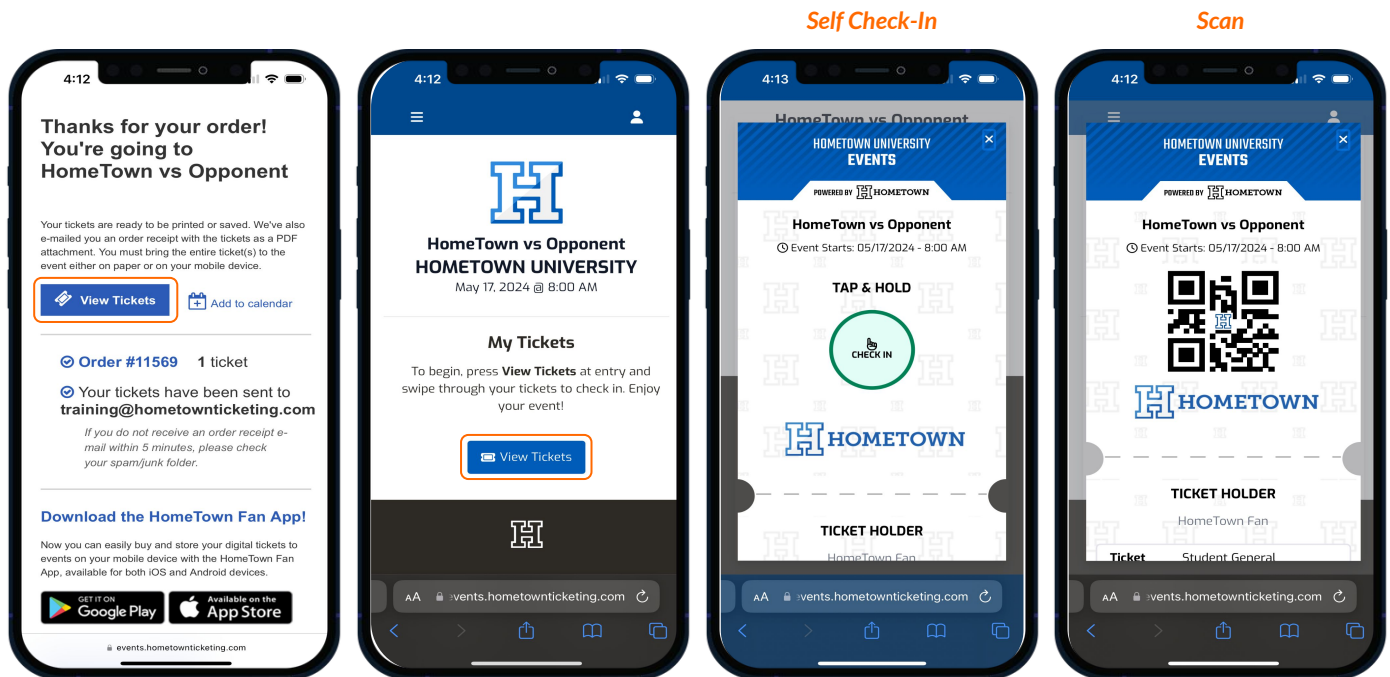 Self Check-In
Scan
4:12
Thanks for your order!
You're going to
HomeTown vs Opponent
Your tickets are ready to be printed or saved. We've also
e-mailed you an order receipt with the tickets as a PDF
attachment. You must bring the entire ticket(s) to the
event either on paper or on your mobile device.
View Tickets
Add to calendar
Order #11569 1 ticket
Your tickets have been sent to
training@hometownticketing.com
If you do not receive an order receipt e-
mail within 5 minutes, please check
your spam/junk folder.
Download the HomeTown Fan App!
Now you can easily buy and store your digital tickets to
events on your mobile device with the HomeTown Fan
App, available for both iOS and Android devices.
GET IT ON
Google Play
Available on the
App Store
events.hometownticketing.com
4:12
H
HomeTown vs Opponent
HOMETOWN UNIVERSITY
May 17, 2024 @ 8:00 AM
My Tickets
To begin, press View Tickets at entry and
swipe through your tickets to check in. Enjoy
your event!
View Tickets
H
AA vents.hometownticketing.com
4:13
HomeTown vs Opponent
HOMETOWN UNIVERSITY
EVENTS
POWERED BY H HOMETOWN
HomeTown vs Opponent
Event Starts: 05/17/2024 - 8:00 AM
TAP & HOLD
CHECK IN
H HOMETOWN
TICKET HOLDER
HomeTown Fan
AA vents.hometownticketing.com
4:12
HOMETOWN UNIVERSITY
EVENTS
POWERED BY H HOMETOWN
HomeTown vs Opponent
Event Starts: 05/17/2024 - 8:00 AM
H
H HOMETOWN
TICKET HOLDER
HomeTown Fan
Ticket Student General
AA vents.hometownticketing.com